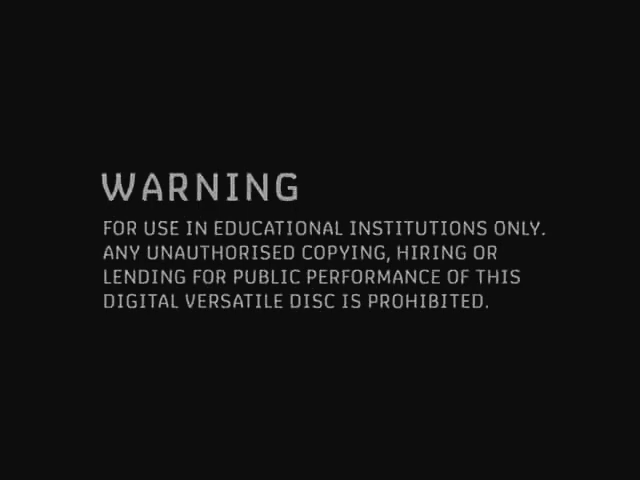 WARNING
FOR USE IN EDUCATIONAL INSTITUTIONS ONLY.
ANY UNAUTHORISED COPYING, HIRING OR
LENDING FOR PUBLIC PERFORMANCE OF THIS
DIGITAL VERSATILE DISC IS PROHIBITED.